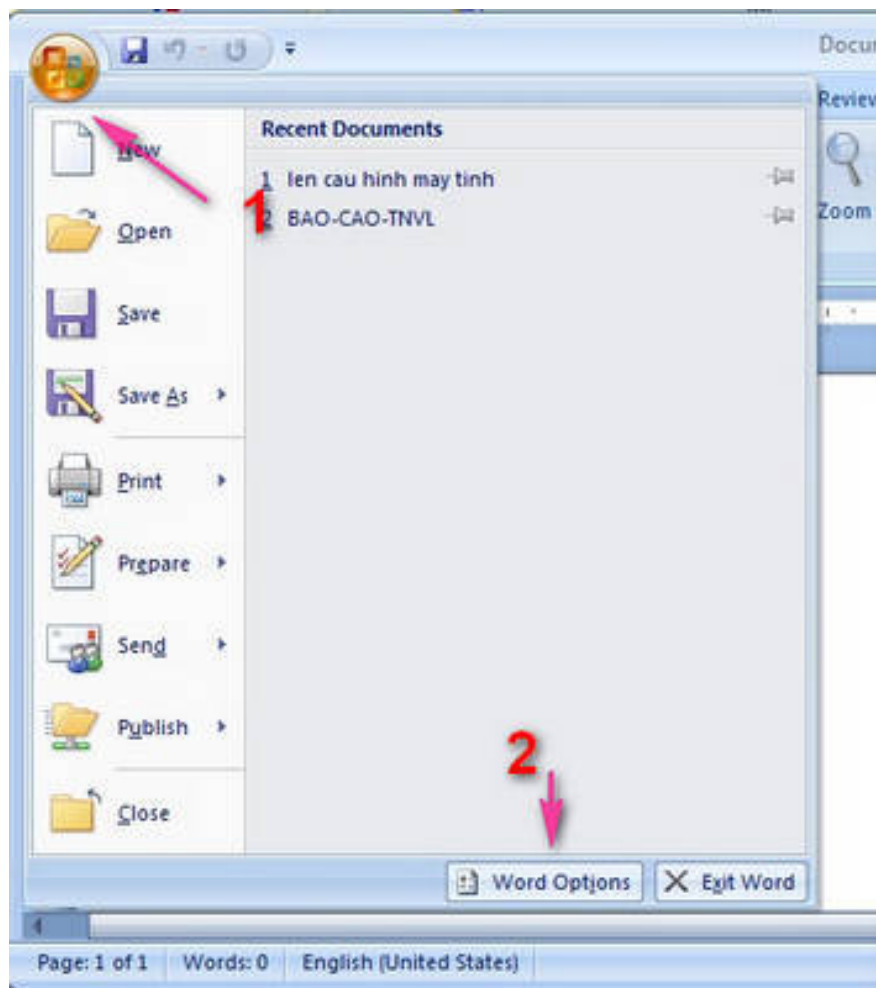 Docu
Review
New
Recent Documents
1
1 len cau hinh may tinh
2 BAO-CAO-TNVL
Zoom
Open
Save
Save As
Print
Prepare
Send
Publish
2
Close
Word Options
Exit Word
Page: 1 of 1 Words: 0 English (United States)